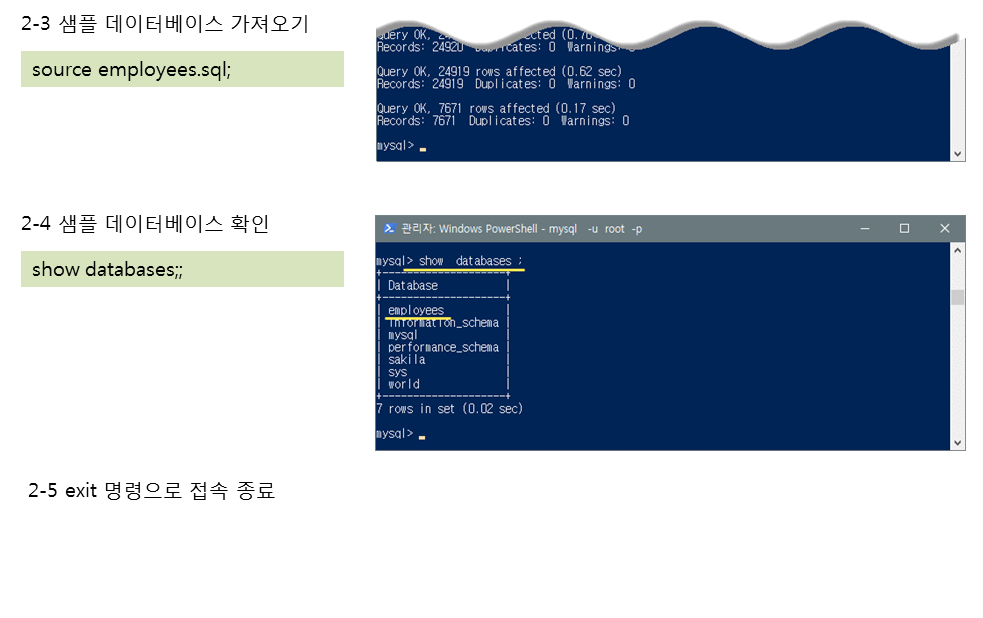 2-3 샘플 데이터베이스 가져오기
source employees.sql;
Query OK, cted (0.7
Records: 24920 Duplicates: 0 Warnings:
Query OK, 24919 rows affected (0.62 sec)
Records: 24919 Duplicates: 0 Warnings: 0
Query OK, 7671 rows affected (0.17 sec)
Records: 7671 Duplicates: 0 Warnings: 0
mysql>
2-4 샘플 데이터베이스 확인
show databases;;
관리자: Windows PowerShell - mysql -u root -p
mysql> show databases ;
+--------------------+
| Database |
+--------------------+
| employees |
| information_schema |
| mysql |
| performance_schema |
| sakila |
| sys |
| world |
+--------------------+
7 rows in set (0.02 sec)
mysql>
2-5 exit 명령으로 접속 종료